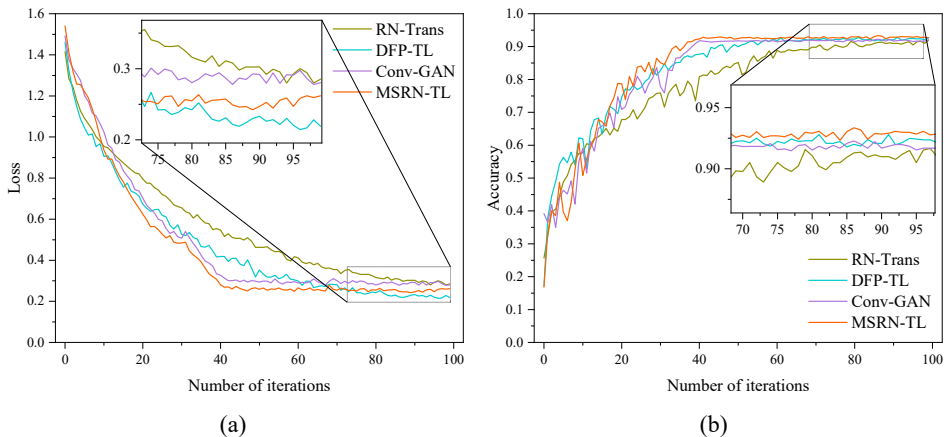 1.6
1.4
1.2
1.0
0.8
0.6
0.4
0.2
0.0
Loss
0 20 40 60 80 100
Number of iterations
0.3
0.2
75 80 85 90 95
RN-Trans
DFP-TL
Conv-GAN
MSRN-TL
(a)
1.0
0.9
0.8
0.7
0.6
0.5
0.4
0.3
0.2
0.1
0.0
Accuracy
0 20 40 60 80 100
Number of iterations
0.95
0.90
70 75 80 85 90 95
RN-Trans
DFP-TL
Conv-GAN
MSRN-TL
(b)